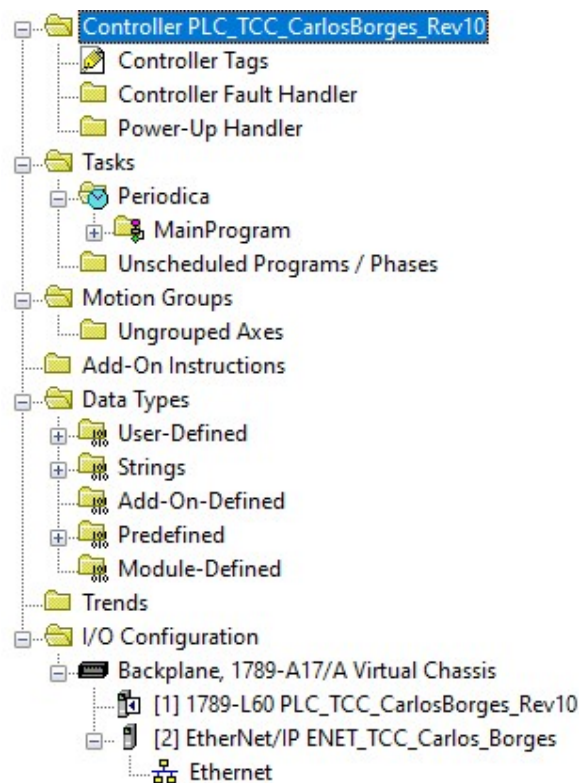 Controller PLC_TCC_CarlosBorges_Rev10
Controller Tags
Controller Fault Handler
Power-Up Handler
Tasks
Periodica
MainProgram
Unscheduled Programs / Phases
Motion Groups
Ungrouped Axes
Add-On Instructions
Data Types
User-Defined
Strings
Add-On-Defined
Predefined
Module-Defined
Trends
I/O Configuration
Backplane, 1789-A17/A Virtual Chassis
[1] 1789-L60 PLC_TCC_CarlosBorges_Rev10
[2] EtherNet/IP ENET_TCC_Carlos_Borges
Ethernet